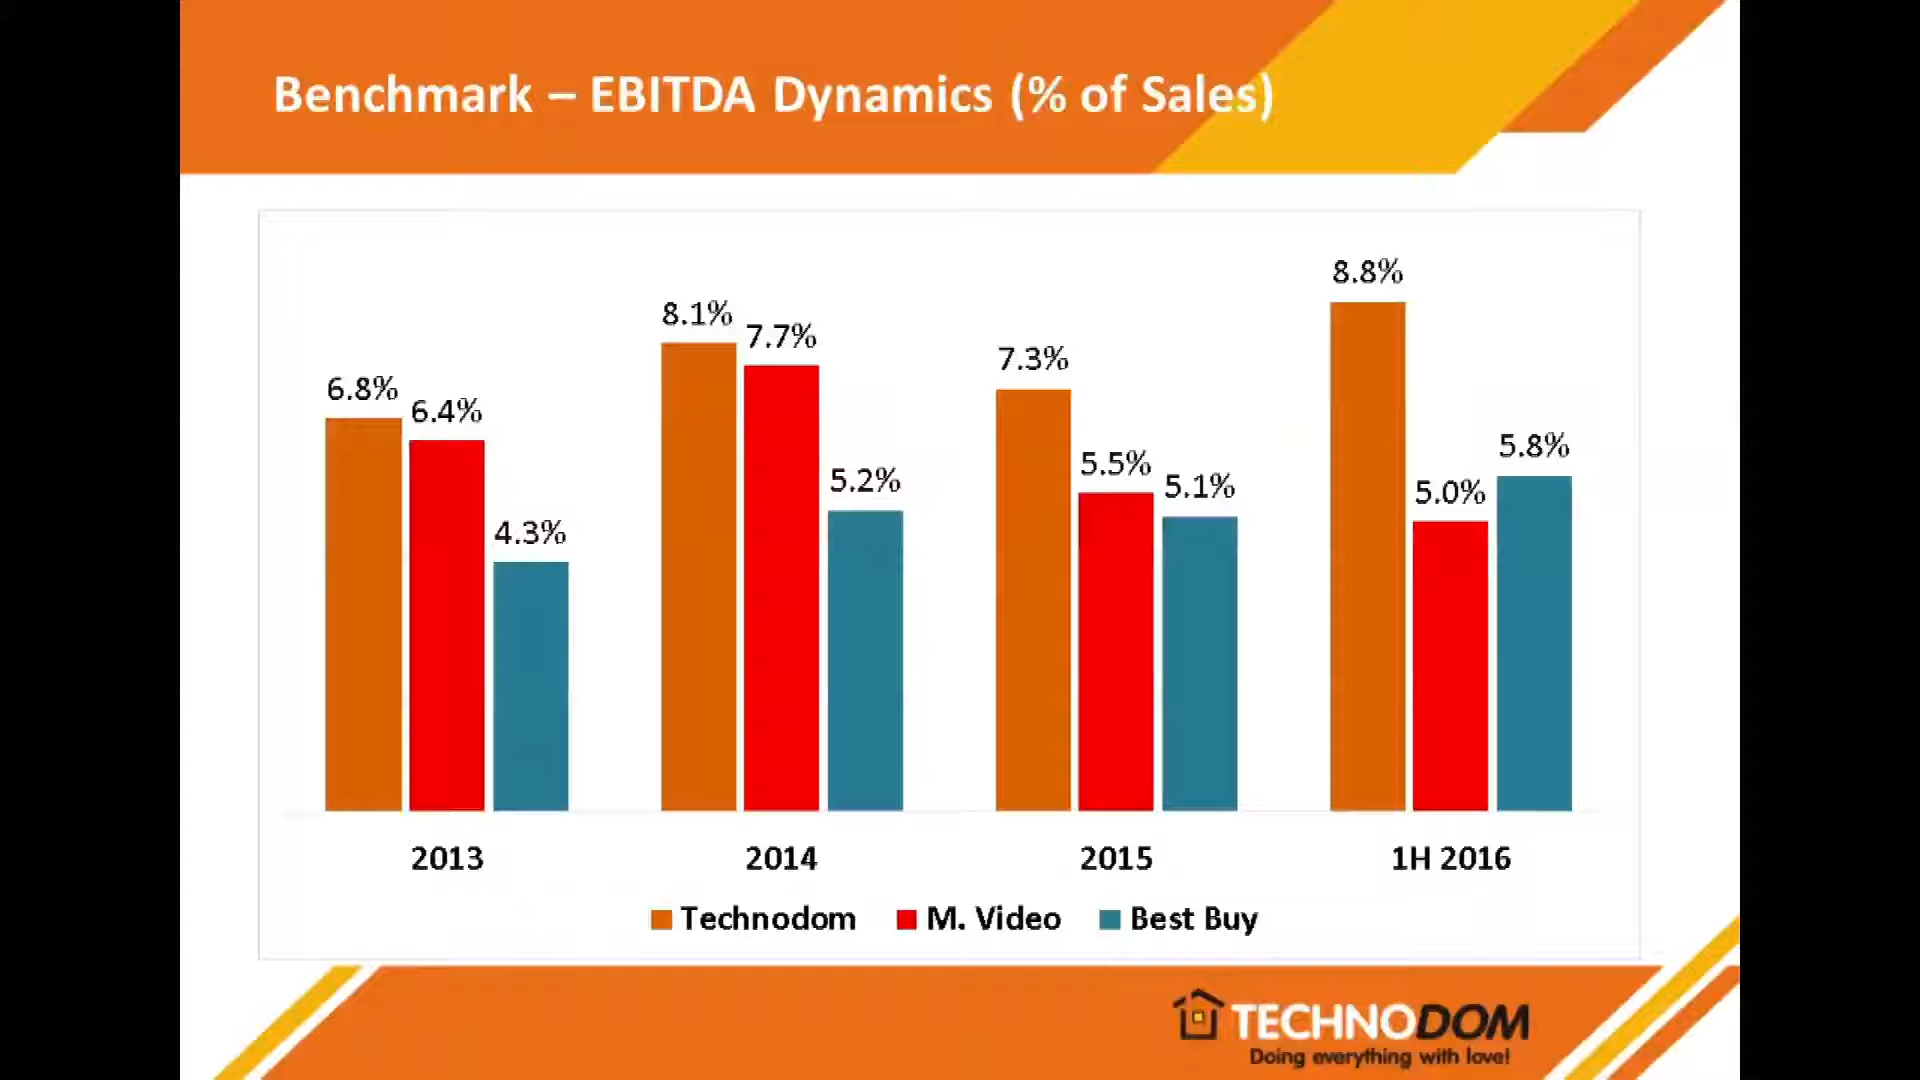 Benchmark – EBITDA Dynamics (% of Sales)
6.8%
6.4%
4.3%
8.1%
7.7%
5.2%
7.3%
5.5%
5.1%
8.8%
5.0%
5.8%
2013
2014
2015
1H 2016
Technodom
M. Video
Best Buy
TECHNODOM
Doing everything with love!